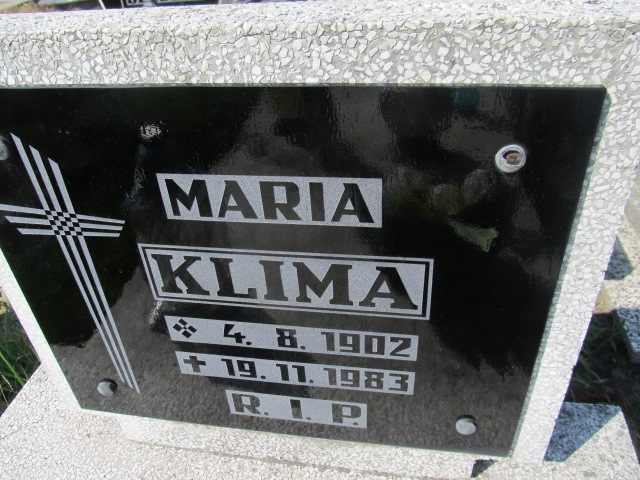 MARIA
KLIMA
4. 8. 1902
✝ 19. 11. 1983
R. I. P.